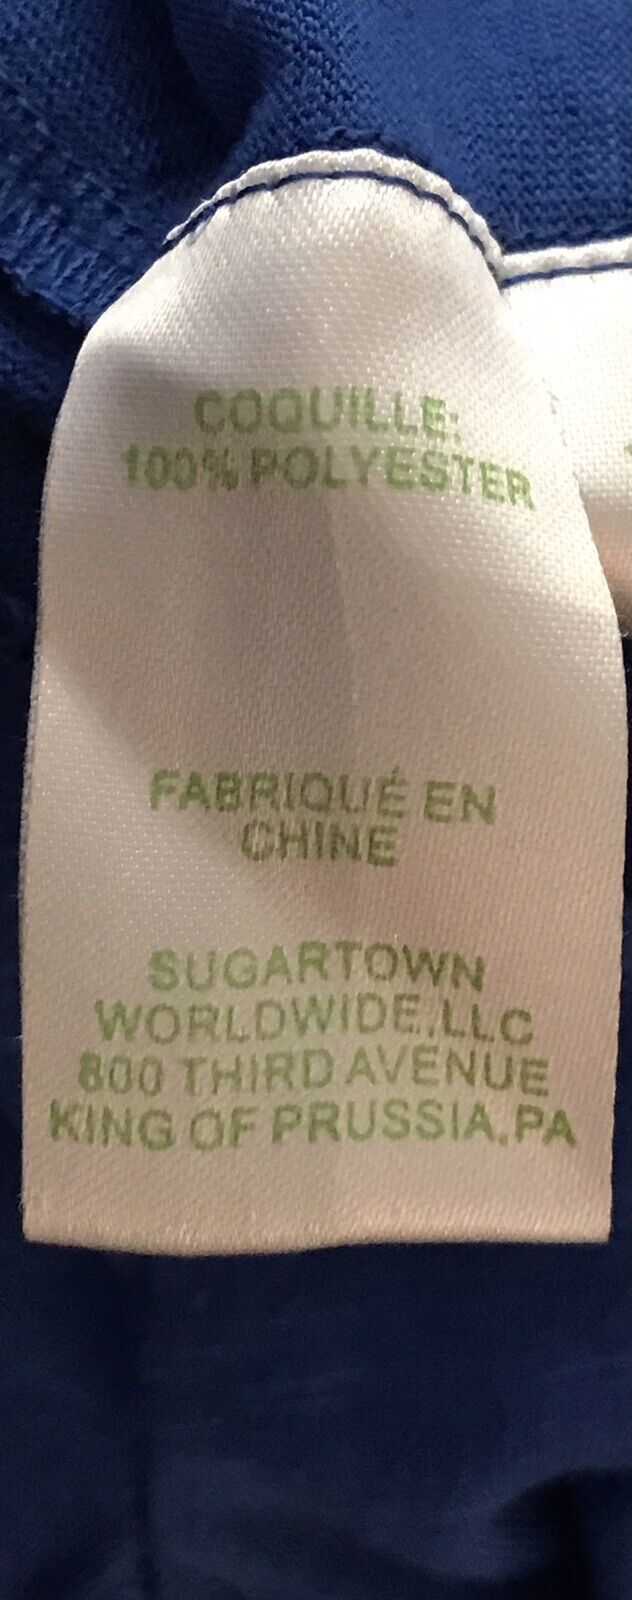 COQUILLE:
100% POLYESTER
FABRIQUÉ EN
CHINE
SUGARTOWN
WORLDWIDE,LLC
800 THIRD AVENUE
KING OF PRUSSIA,PA